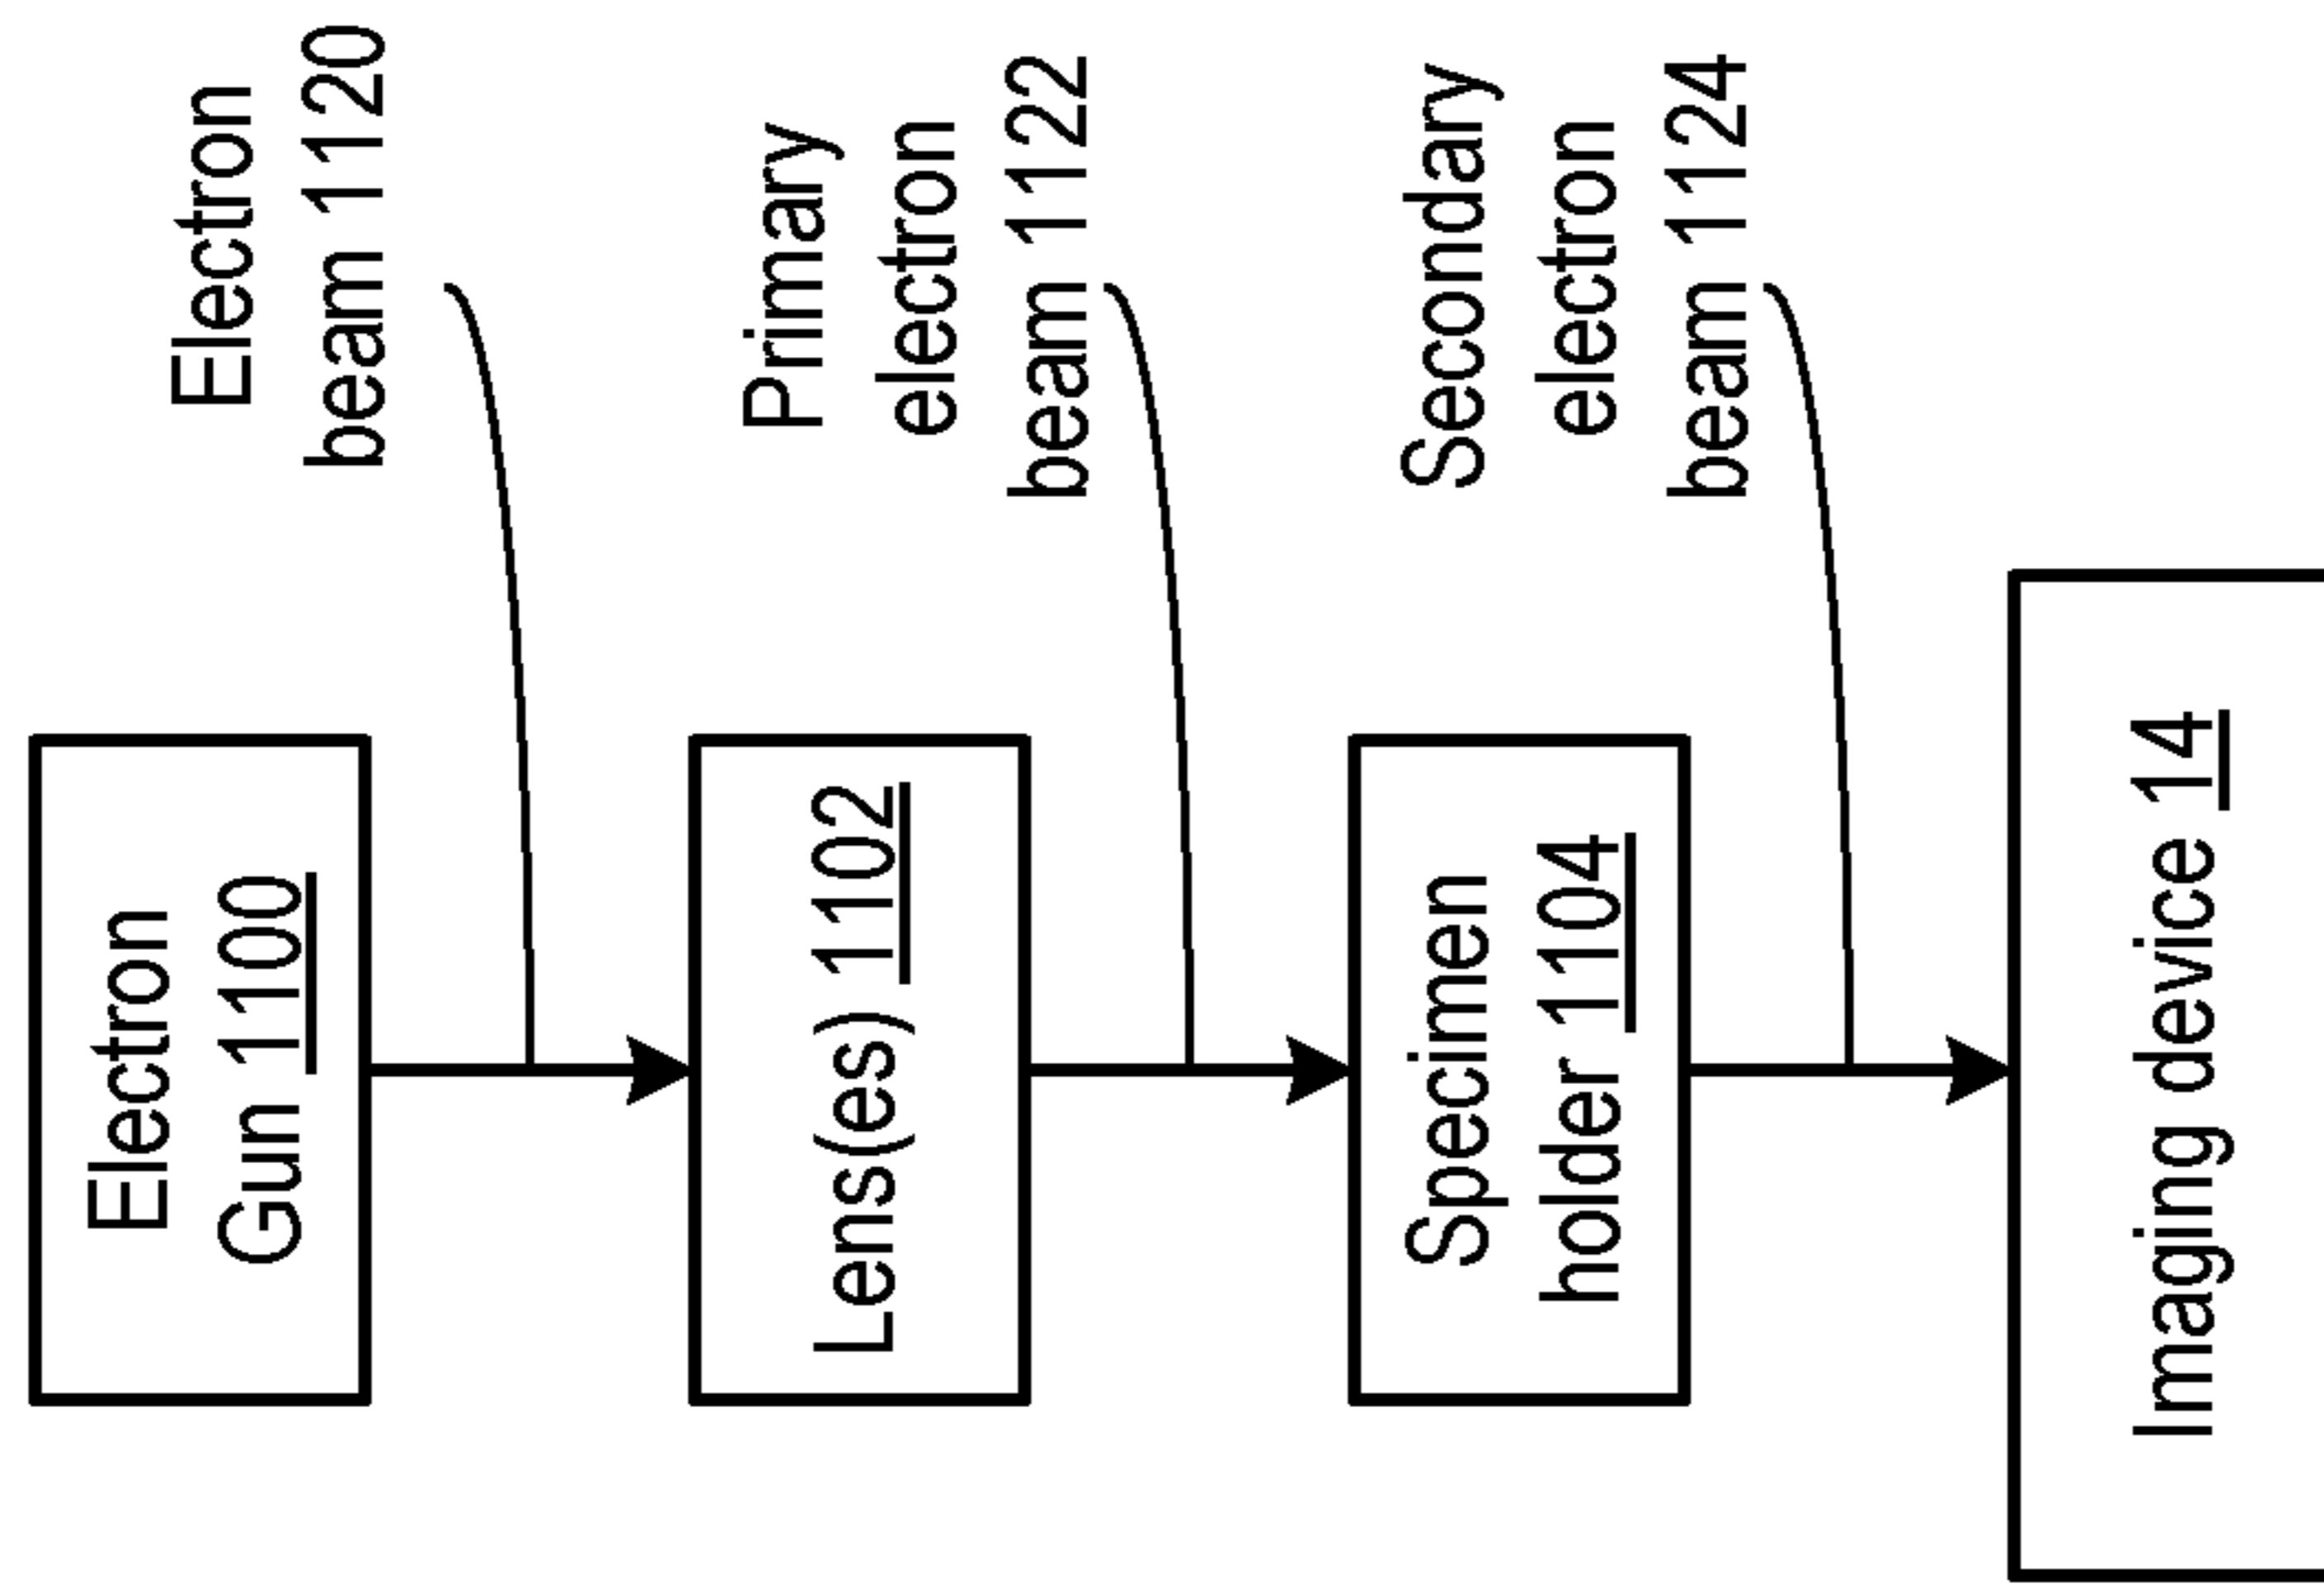 Electron
Gun 1100
Electron
beam 1120
Lens(es) 1102
Primary
electron
beam 1122
Specimen
holder 1104
Secondary
electron
beam 1124
Imaging device 14